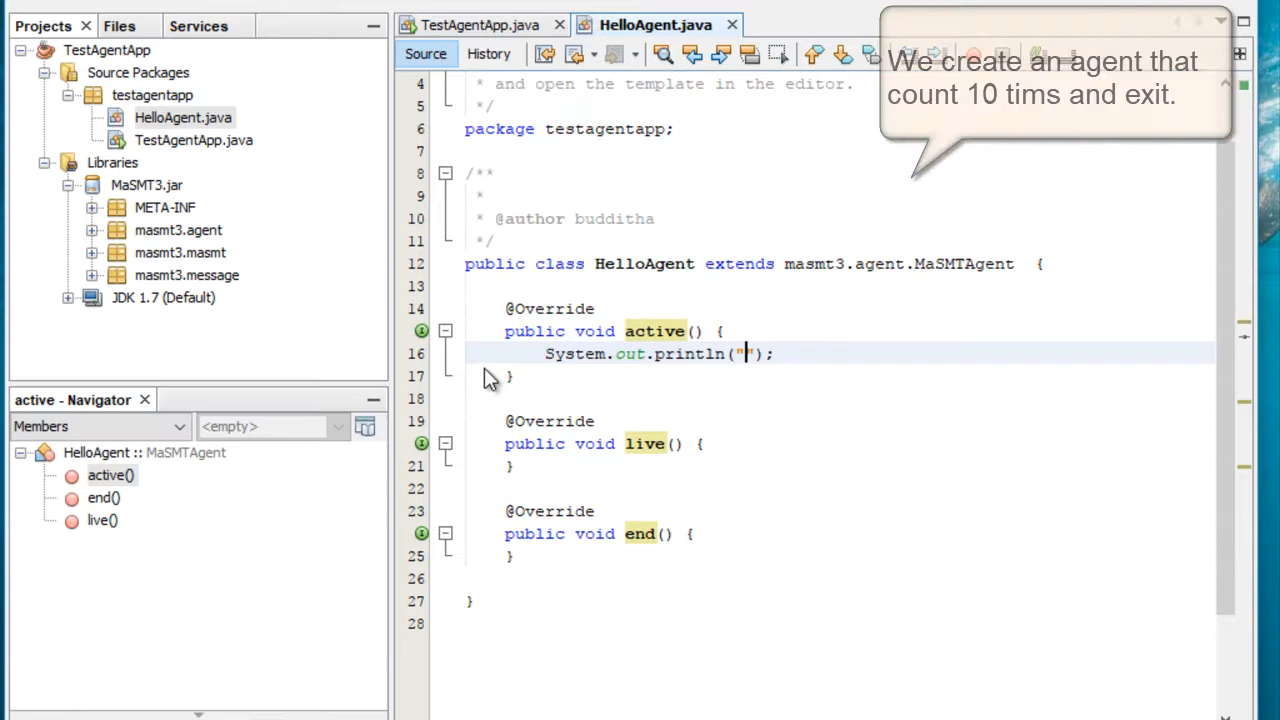 Projects
Files
Services
TestAgentApp
Source Packages
testagentapp
HelloAgent.java
TestAgentApp.java
Libraries
MaSMT3.jar
META-INF
masmt3.agent
masmt3.masmt
masmt3.message
JDK 1.7 (Default)
active - Navigator
Members
<empty>
HelloAgent :: MaSMTAgent
active()
end()
live()
TestAgentApp.java
HelloAgent.java
Source
History
We create an agent that
count 10 tims and exit.
4 * and open the template in the editor.
5 */
6 package testagentapp;
7
8 /**
9 *
10 * @author budditha
11 */
12 public class HelloAgent extends masmt3.agent.MaSMTAgent {
13
14 @Override
public void active() {
16 System.out.println("");
17 }
18
19 @Override
public void live() {
21 }
22
23 @Override
public void end() {
25 }
26
27 }
28